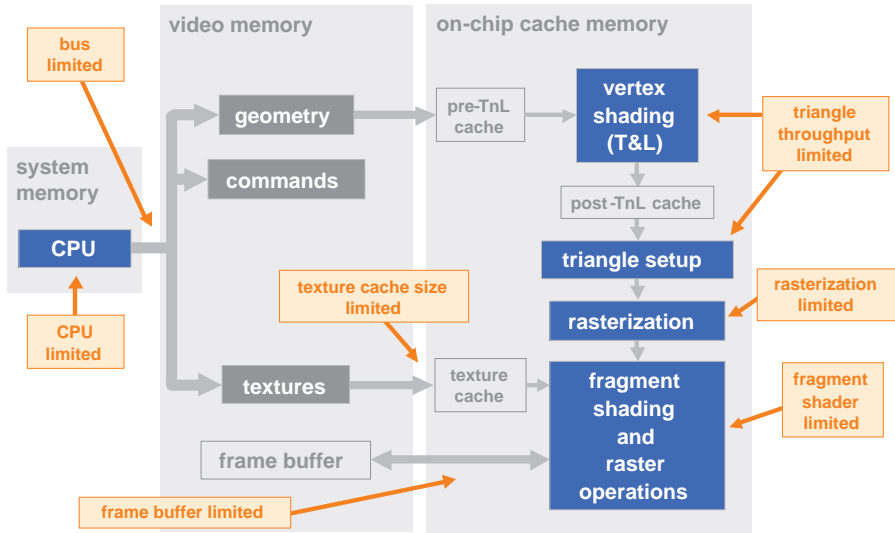 video memory
on-chip cache memory
bus
limited
geometry
pre-TnL
cache
vertex
shading
(T&L)
triangle
throughput
limited
system
memory
commands
post-TnL cache
CPU
triangle setup
texture cache size
limited
rasterization
rasterization
limited
CPU
limited
textures
texture
cache
fragment
shading
and
raster
operations
fragment
shader
limited
frame buffer
frame buffer limited